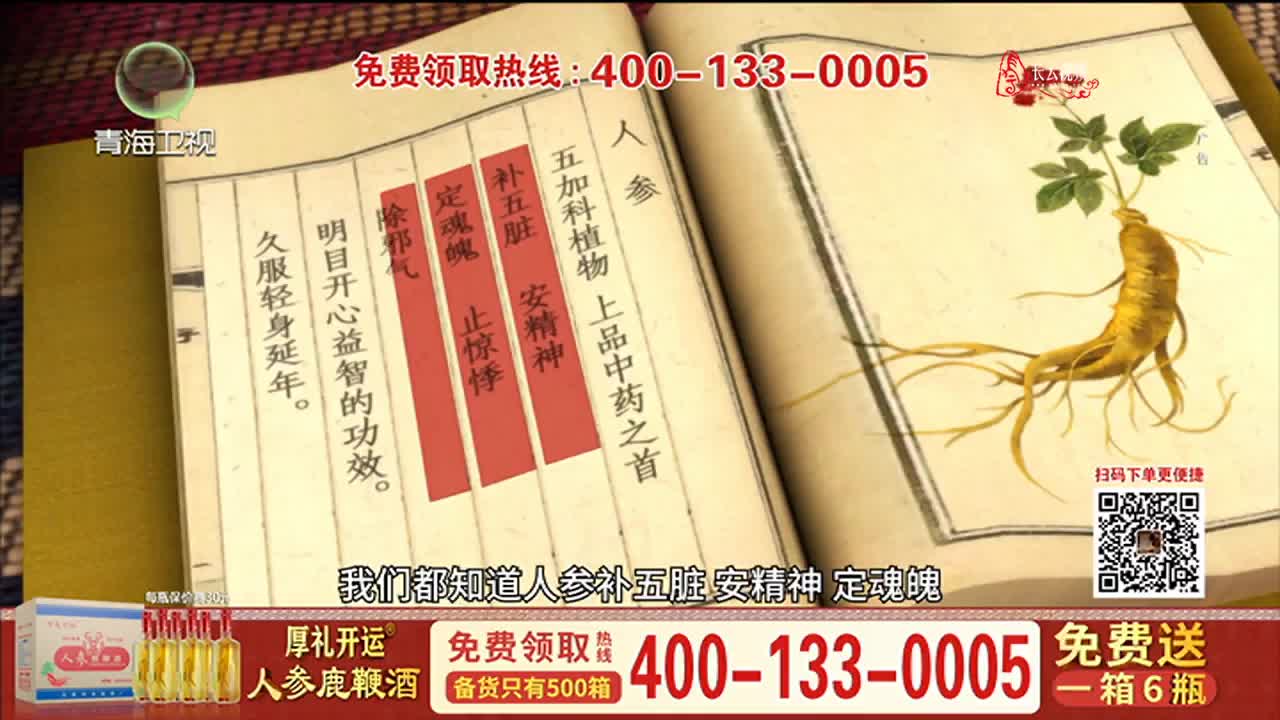 免费领取热线：400-133-0005
青海卫视
广告
人参
五加科植物 上品中药之首
补五脏 安精神
定魂魄 止惊悸
除邪气
明目开心益智的功效。
久服轻身延年。
扫码下单更便捷
我们都知道人参补五脏 安精神 定魂魄
厚礼开运®
人参鹿鞭酒
免费领取热线
备货只有500箱
400-133-0005
免费送
一箱6瓶